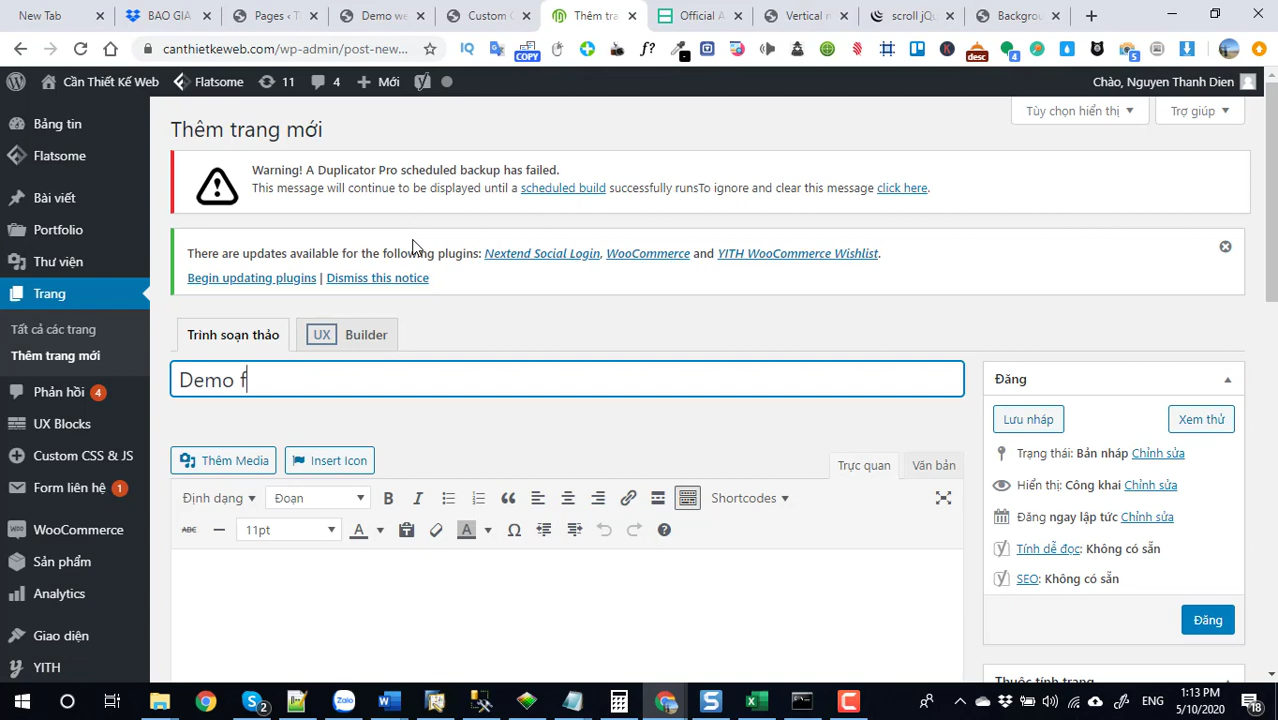 New Tab
BAO GIA
Pages ‹ T
Demo we
Custom C
Thêm tra
Official A
Vertical n
scroll jQu
Backgrou
canthietkeweb.com/wp-admin/post-new...
Cần Thiết Kế Web
Flatsome
11
4
Mới
Chào, Nguyen Thanh Dien
Bảng tin
Flatsome
Bài viết
Portfolio
Thư viện
Trang
Tất cả các trang
Thêm trang mới
Phản hồi 4
UX Blocks
Custom CSS & JS
Form liên hệ 1
WooCommerce
Sản phẩm
Analytics
Giao diện
YITH
Tùy chọn hiển thị
Trợ giúp
Thêm trang mới
Warning! A Duplicator Pro scheduled backup has failed.
This message will continue to be displayed until a scheduled build successfully runsTo ignore and clear this message click here.
There are updates available for the following plugins: Nextend Social Login, WooCommerce and YITH WooCommerce Wishlist.
Begin updating plugins | Dismiss this notice
Trình soạn thảo
UX Builder
Demo f
Thêm Media
Insert Icon
Trực quan
Văn bản
Định dạng
Đoạn
Shortcodes
11pt
Đăng
Lưu nháp
Xem thử
Trạng thái: Bản nháp Chỉnh sửa
Hiển thị: Công khai Chỉnh sửa
Đăng ngay lập tức Chỉnh sửa
Tính dễ đọc: Không có sẵn
SEO: Không có sẵn
Đăng
Thuộc tính trang
ENG
1:13 PM
5/10/2020
18